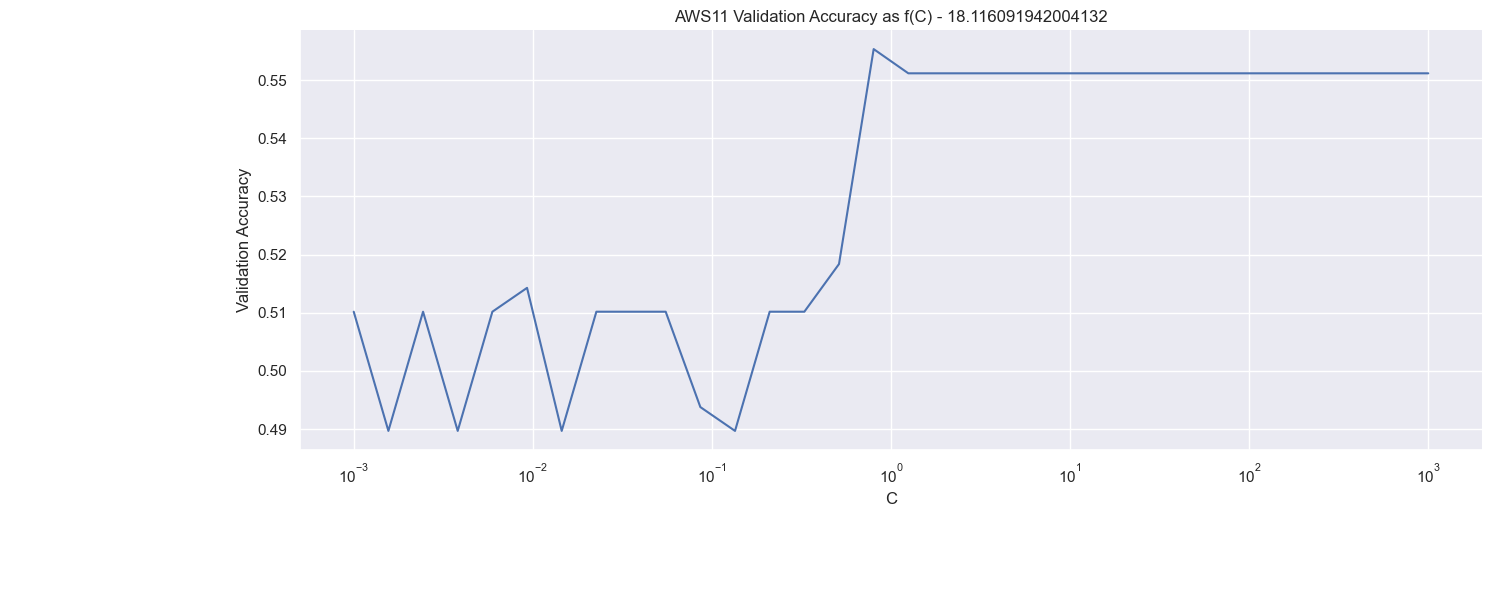 AWS11 Validation Accuracy as f(C) - 18.116091942004132
Validation Accuracy
0.55
0.54
0.53
0.52
0.51
0.50
0.49
10⁻³ 10⁻² 10⁻¹ 10⁰ 10¹ 10² 10³
C